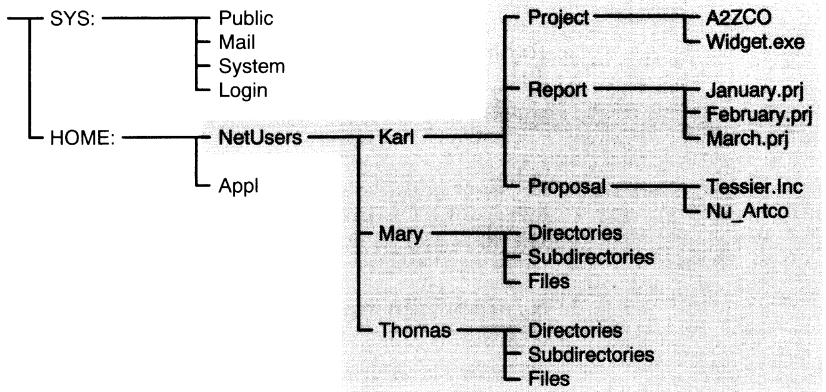 SYS: Public Project A2ZCO
Mail Widget.exe
System
Login Report January.prj
February.prj
HOME: NetUsers Karl March.prj
Appl Proposal Tessier.Inc
Nu_Artco
Mary Directories
Subdirectories
Files
Thomas Directories
Subdirectories
Files